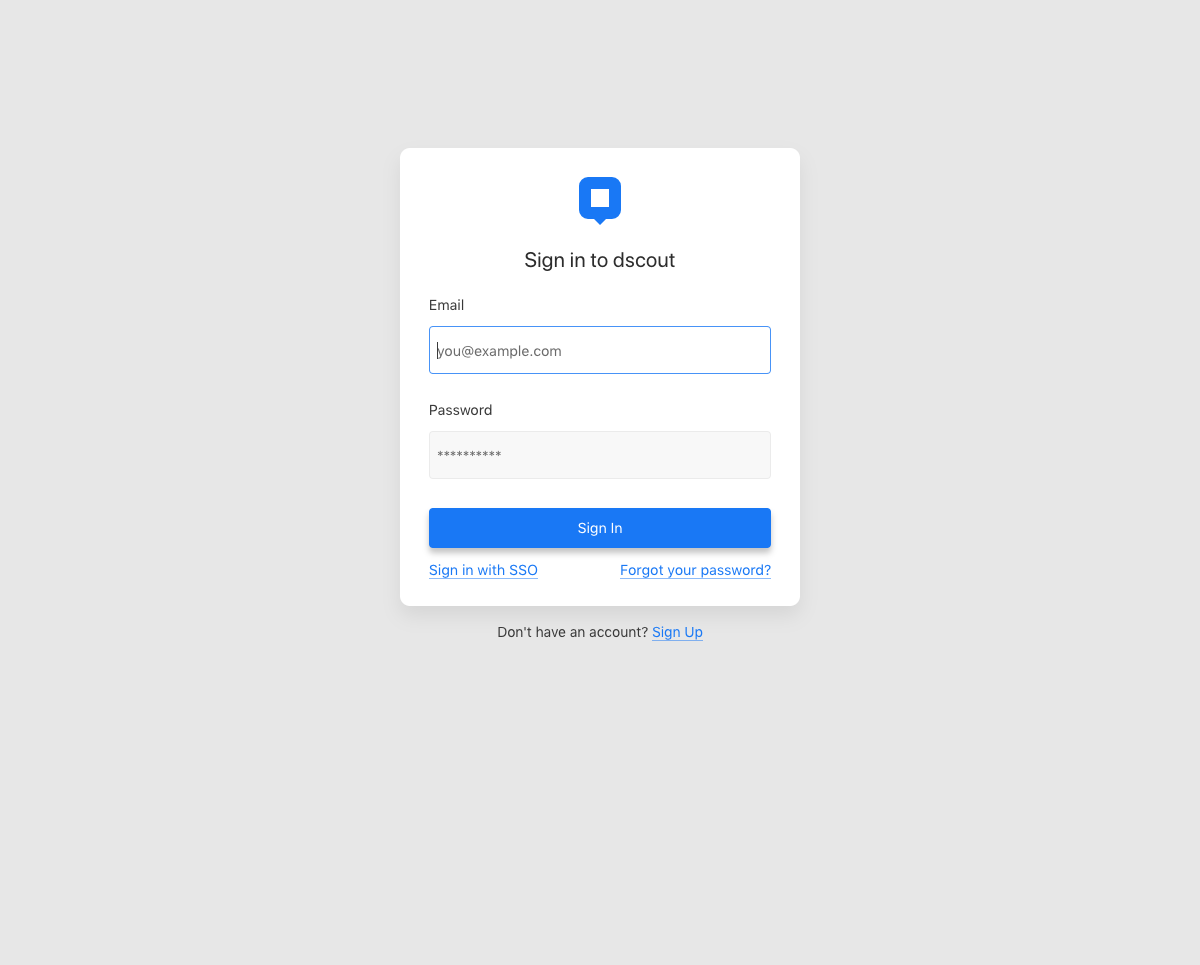 Sign in to dscout
Email
you@example.com
Password
**********
Sign In
Sign in with SSO
Forgot your password?
Don't have an account? Sign Up